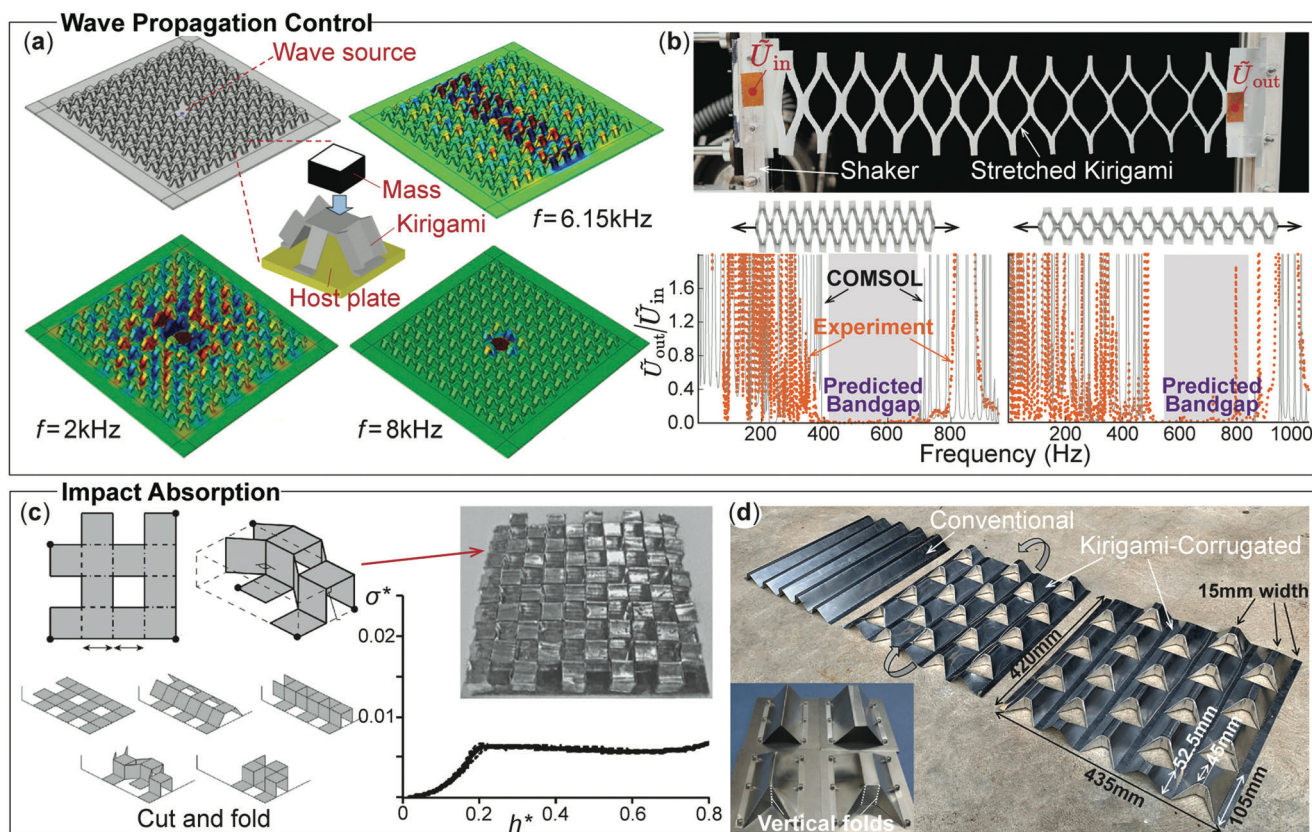 Wave Propagation Control
(a)
Wave source
Mass
Kirigami
Host plate
f=6.15kHz
f=2kHz
f=8kHz
(b)
Ũin
Ũout
Shaker
Stretched Kirigami
Ũout/Ũin
1.6
1.2
0.8
0.4
0.0
COMSOL
Experiment
Predicted
Bandgap
Predicted
Bandgap
200 400 600 800
200 400 600 800 1000
Frequency (Hz)
Impact Absorption
(c)
Cut and fold
σ*
0.02
0.01
0
0 0.2 0.4 0.6 0.8
h*
(d)
Conventional
Kirigami-Corrugated
15mm width
420mm
52.5mm
45mm
435mm
105mm
Vertical folds